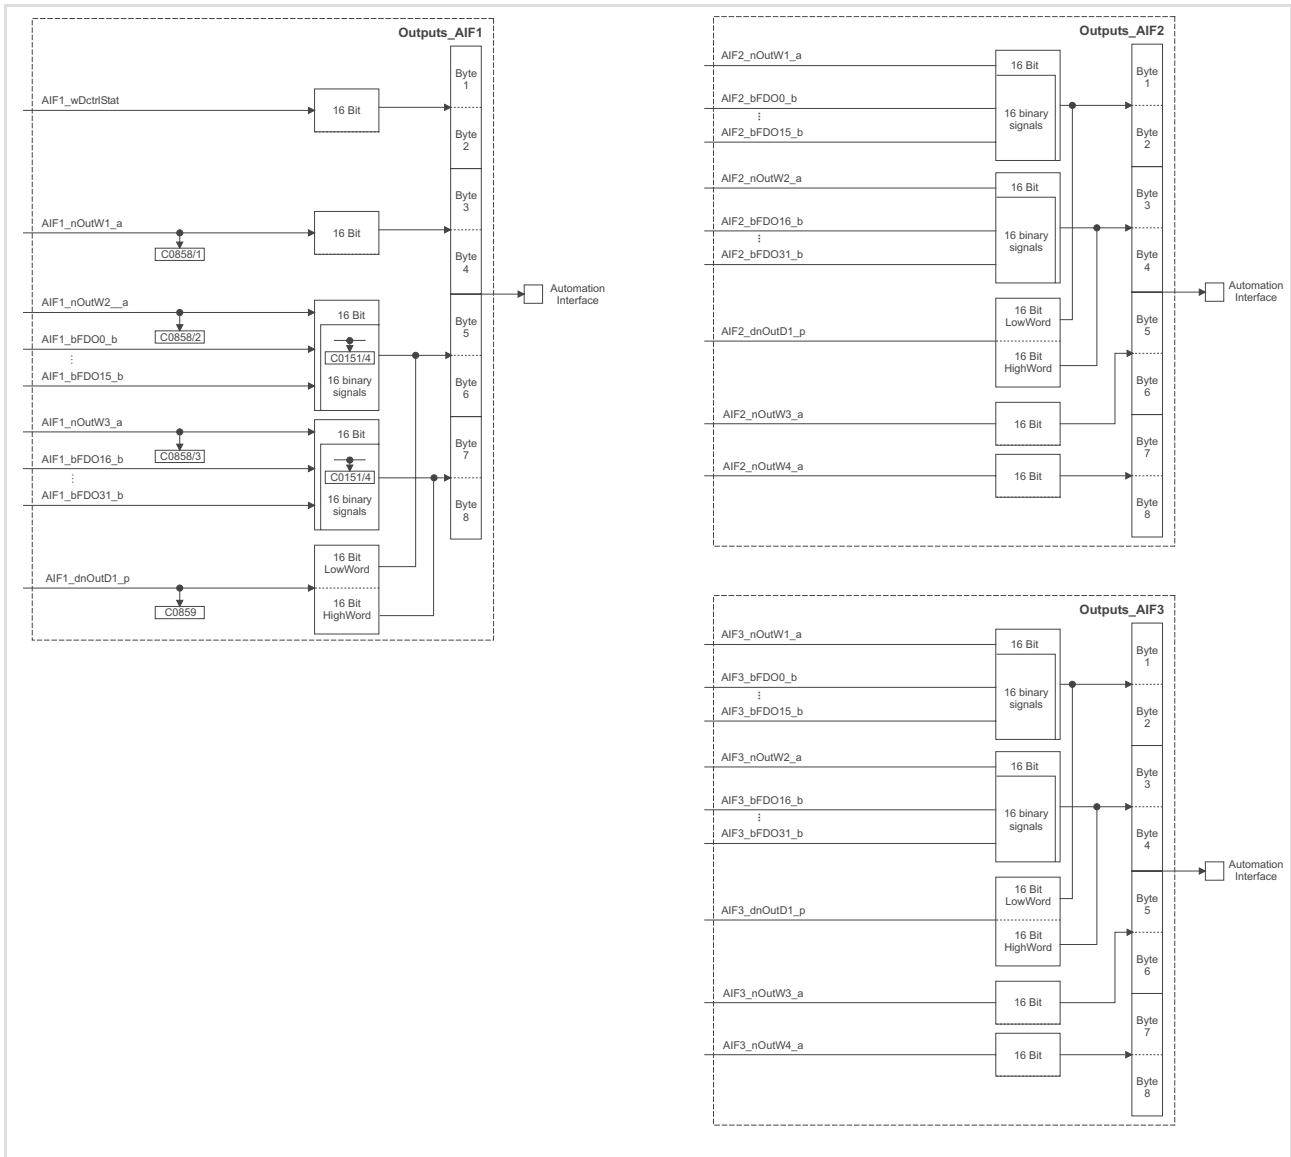 Outputs_AIF1
AIF1_wDctrlStat
16 Bit
Byte
1
Byte
2
AIF1_nOutW1_a
C0858/1
16 Bit
Byte
3
Byte
4
Automation
Interface
AIF1_nOutW2__a
C0858/2
AIF1_bFDO0_b
⋮
AIF1_bFDO15_b
16 Bit
C0151/4
16 binary
signals
Byte
5
Byte
6
AIF1_nOutW3_a
C0858/3
AIF1_bFDO16_b
⋮
AIF1_bFDO31_b
16 Bit
C0151/4
16 binary
signals
Byte
7
Byte
8
AIF1_dnOutD1_p
C0859
16 Bit
LowWord
16 Bit
HighWord
Outputs_AIF2
AIF2_nOutW1_a
AIF2_bFDO0_b
⋮
AIF2_bFDO15_b
16 Bit
16 binary
signals
Byte
1
Byte
2
AIF2_nOutW2_a
AIF2_bFDO16_b
⋮
AIF2_bFDO31_b
16 Bit
16 binary
signals
Byte
3
Byte
4
Automation
Interface
AIF2_dnOutD1_p
16 Bit
LowWord
16 Bit
HighWord
Byte
5
Byte
6
AIF2_nOutW3_a
16 Bit
AIF2_nOutW4_a
16 Bit
Byte
7
Byte
8
Outputs_AIF3
AIF3_nOutW1_a
AIF3_bFDO0_b
⋮
AIF3_bFDO15_b
16 Bit
16 binary
signals
Byte
1
Byte
2
AIF3_nOutW2_a
AIF3_bFDO16_b
⋮
AIF3_bFDO31_b
16 Bit
16 binary
signals
Byte
3
Byte
4
Automation
Interface
AIF3_dnOutD1_p
16 Bit
LowWord
16 Bit
HighWord
Byte
5
Byte
6
AIF3_nOutW3_a
16 Bit
AIF3_nOutW4_a
16 Bit
Byte
7
Byte
8